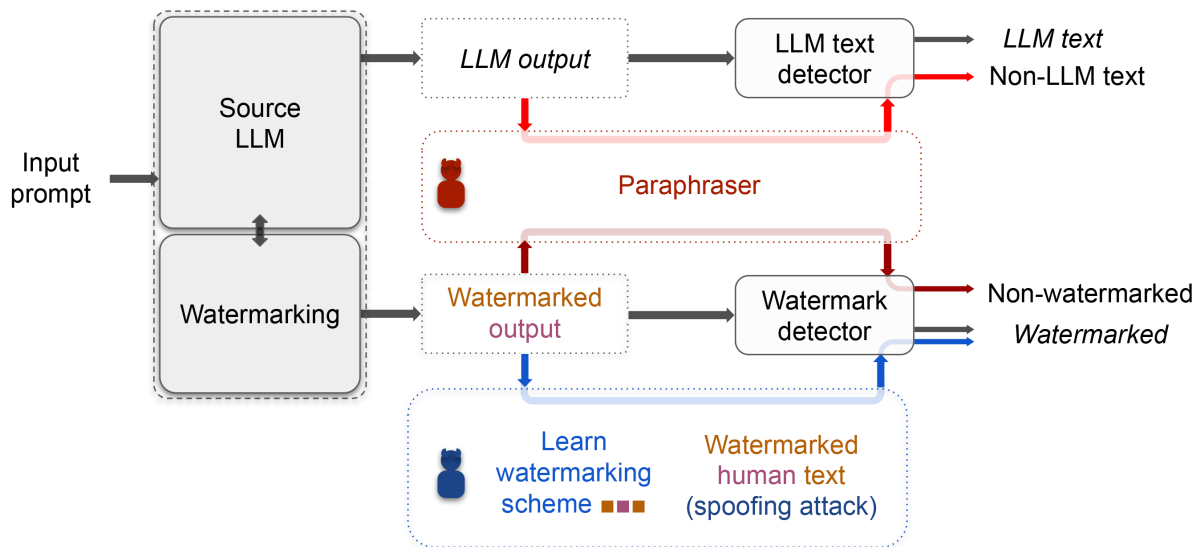 Source
LLM
Input
prompt
Watermarking
LLM output
LLM text
detector
LLM text
Non-LLM text
Paraphraser
Watermarked
output
Watermark
detector
Non-watermarked
Watermarked
Learn
watermarking
scheme
Watermarked
human text
(spoofing attack)